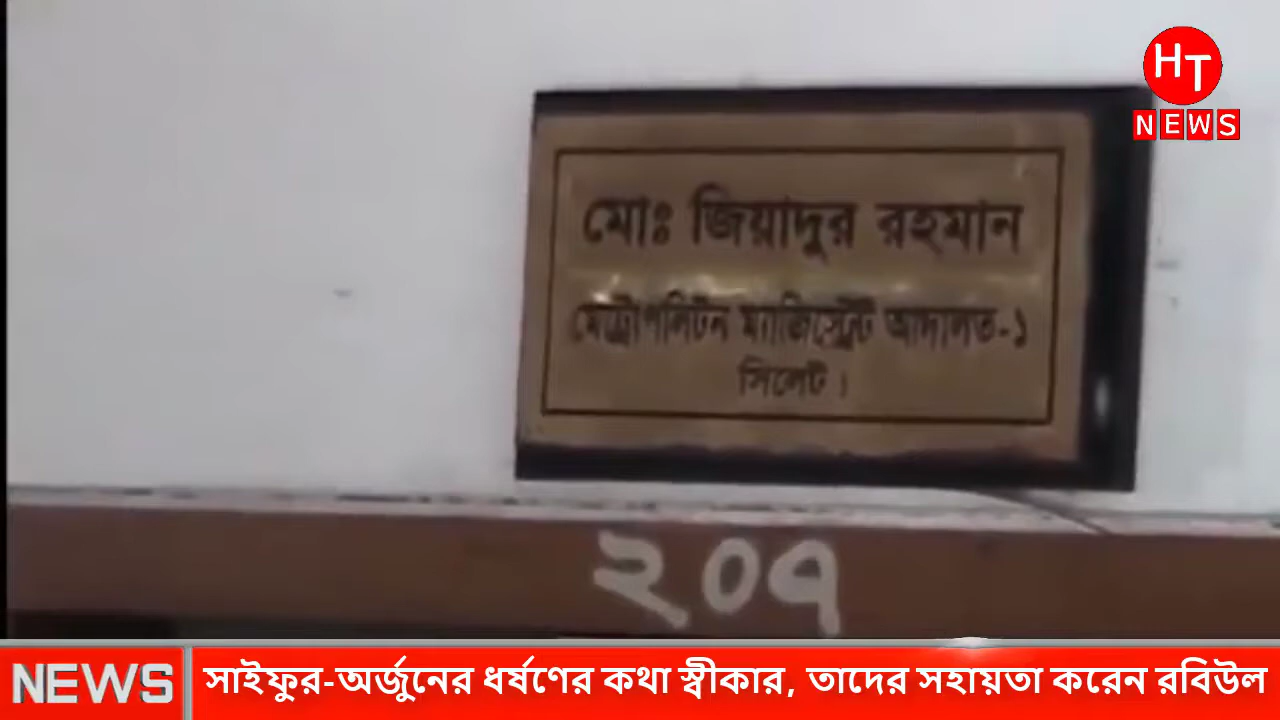 HT
NEWS
মোঃ জিয়াদুর রহমান
মেট্রোপলিটন ম্যাজিস্ট্রেট আদালত-১
সিলেট।
২০৭
NEWS সাইফুর-অর্জুনের ধর্ষণের কথা স্বীকার, তাদের সহায়তা করেন রবিউল